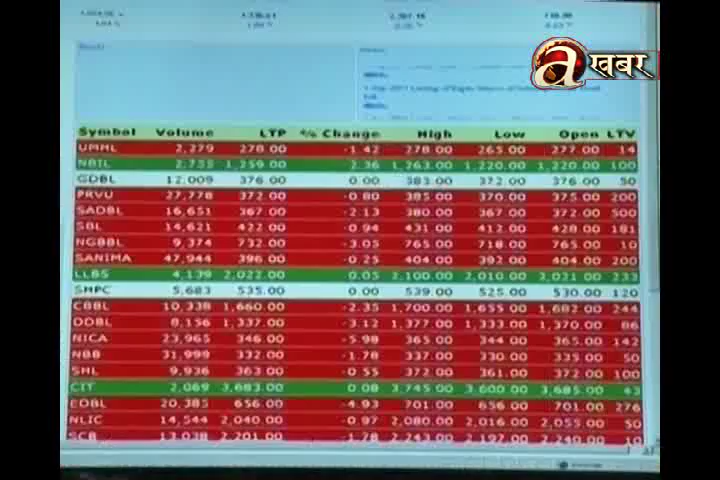 a खबर
Symbol Volume LTP % Change High Low Open LTV
UMHL 2,279 278.00 -1.42 278.00 265.00 277.00 14
NBIL 2,755 1,259.00 2.36 1,263.00 1,220.00 1,220.00 100
GDBL 12,009 376.00 0.00 383.00 372.00 376.00 50
PRVU 27,778 372.00 -0.80 385.00 370.00 375.00 200
SADBL 16,651 367.00 -2.13 380.00 367.00 372.00 500
SBL 14,621 422.00 -0.94 431.00 412.00 428.00 181
NGBBL 9,374 732.00 -3.05 765.00 718.00 765.00 10
SANIMA 47,944 396.00 -0.25 404.00 392.00 404.00 200
LLBS 4,139 2,022.00 0.05 2,100.00 2,010.00 2,021.00 233
SMPC 5,683 535.00 0.00 539.00 525.00 530.00 120
CBBL 10,338 1,660.00 -2.35 1,700.00 1,655.00 1,682.00 244
DDBL 8,156 1,337.00 -3.12 1,377.00 1,333.00 1,370.00 86
NICA 23,965 346.00 -5.98 365.00 344.00 365.00 142
NBB 31,999 332.00 -1.78 337.00 330.00 335.00 50
SHL 9,936 363.00 -0.55 372.00 361.00 372.00 100
CIT 2,069 3,683.00 0.08 3,745.00 3,600.00 3,685.00 43
EDBL 20,385 656.00 -4.93 701.00 656.00 701.00 276
NLIC 14,544 2,040.00 -0.97 2,080.00 2,016.00 2,055.00 50
SCB 13,038 2,201.00 -1.78 2,243.00 2,197.00 2,240.00 10